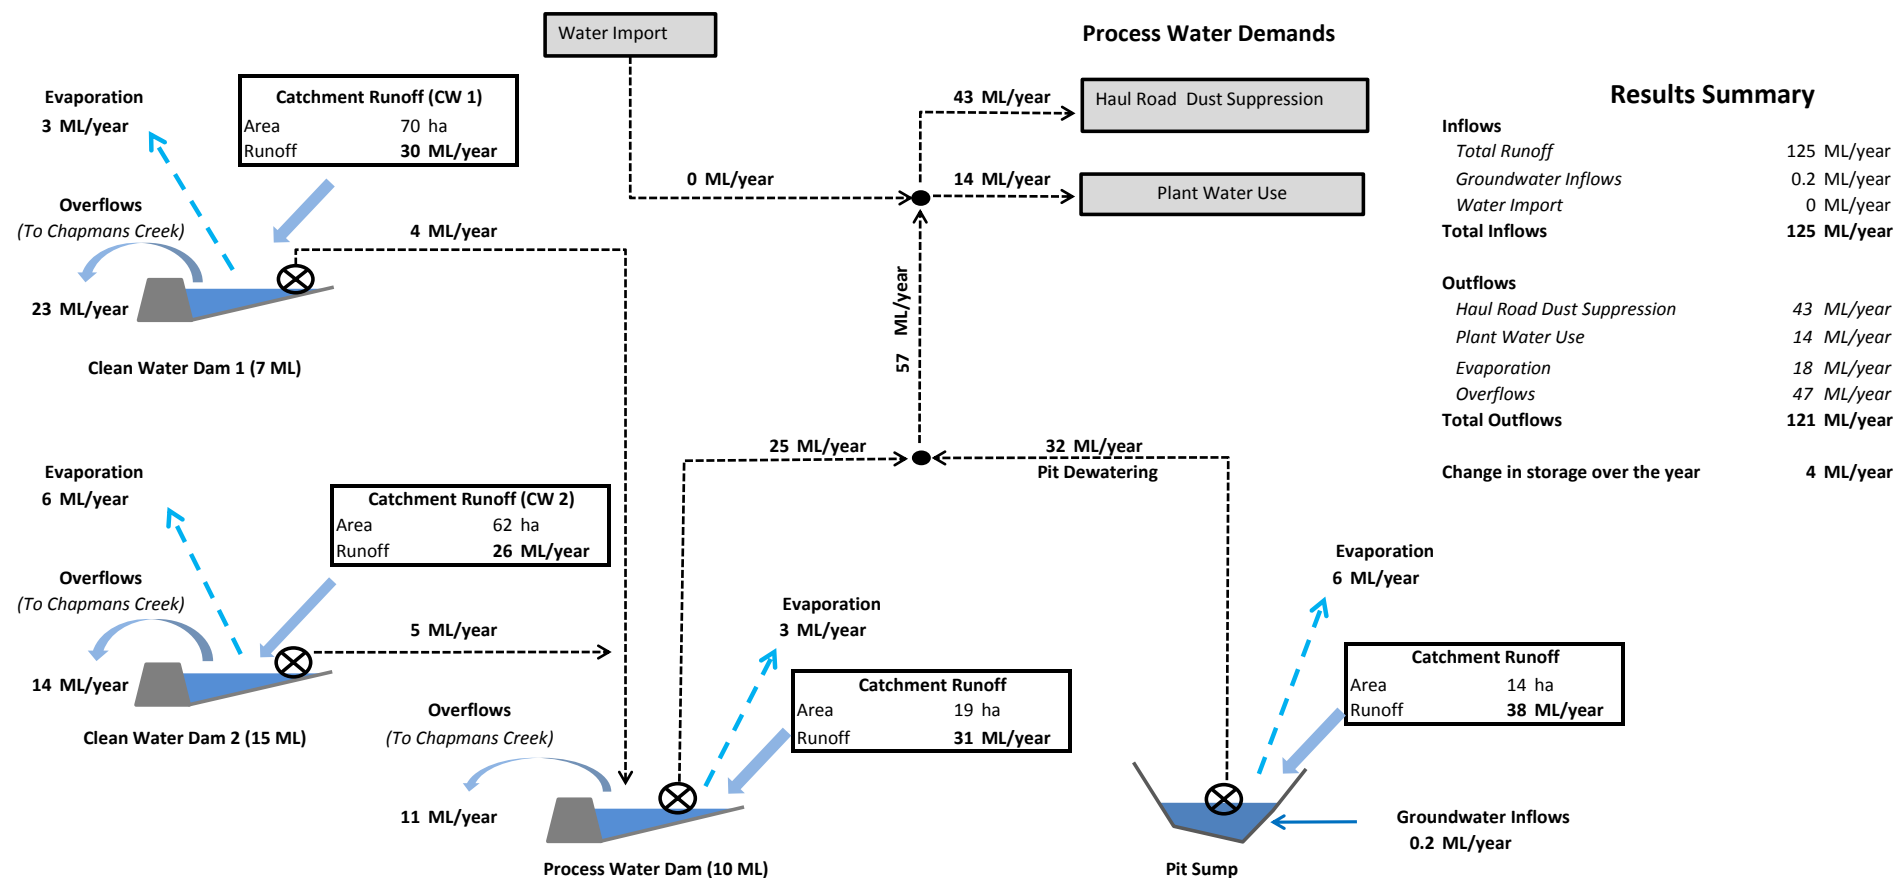 Water Import
Process Water Demands
43 ML/year
Haul Road Dust Suppression
0 ML/year
14 ML/year
Plant Water Use
57 ML/year
25 ML/year
32 ML/year
Pit Dewatering
Evaporation
3 ML/year
Catchment Runoff (CW 1)
Area 70 ha
Runoff 30 ML/year
Overflows
(To Chapmans Creek)
4 ML/year
23 ML/year
Clean Water Dam 1 (7 ML)
Evaporation
6 ML/year
Catchment Runoff (CW 2)
Area 62 ha
Runoff 26 ML/year
Overflows
(To Chapmans Creek)
5 ML/year
14 ML/year
Clean Water Dam 2 (15 ML)
Overflows
(To Chapmans Creek)
11 ML/year
Evaporation
3 ML/year
Catchment Runoff
Area 19 ha
Runoff 31 ML/year
Process Water Dam (10 ML)
Evaporation
6 ML/year
Catchment Runoff
Area 14 ha
Runoff 38 ML/year
Groundwater Inflows
0.2 ML/year
Pit Sump
Results Summary
Inflows
Total Runoff 125 ML/year
Groundwater Inflows 0.2 ML/year
Water Import 0 ML/year
Total Inflows 125 ML/year
Outflows
Haul Road Dust Suppression 43 ML/year
Plant Water Use 14 ML/year
Evaporation 18 ML/year
Overflows 47 ML/year
Total Outflows 121 ML/year
Change in storage over the year 4 ML/year